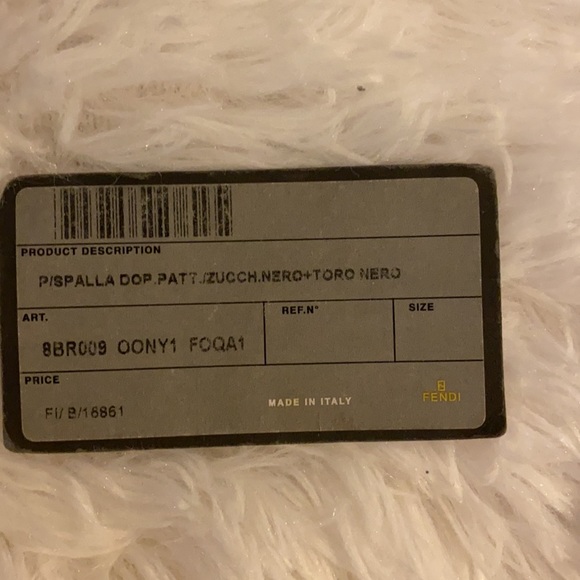 PRODUCT DESCRIPTION
P/SPALLA DOP.PATT./ZUCCH.NERO+TORO NERO
ART.
REF.N°
SIZE
8BR009 OONY1 FOQA1
PRICE
FI/ B/18861
MADE IN ITALY
FENDI